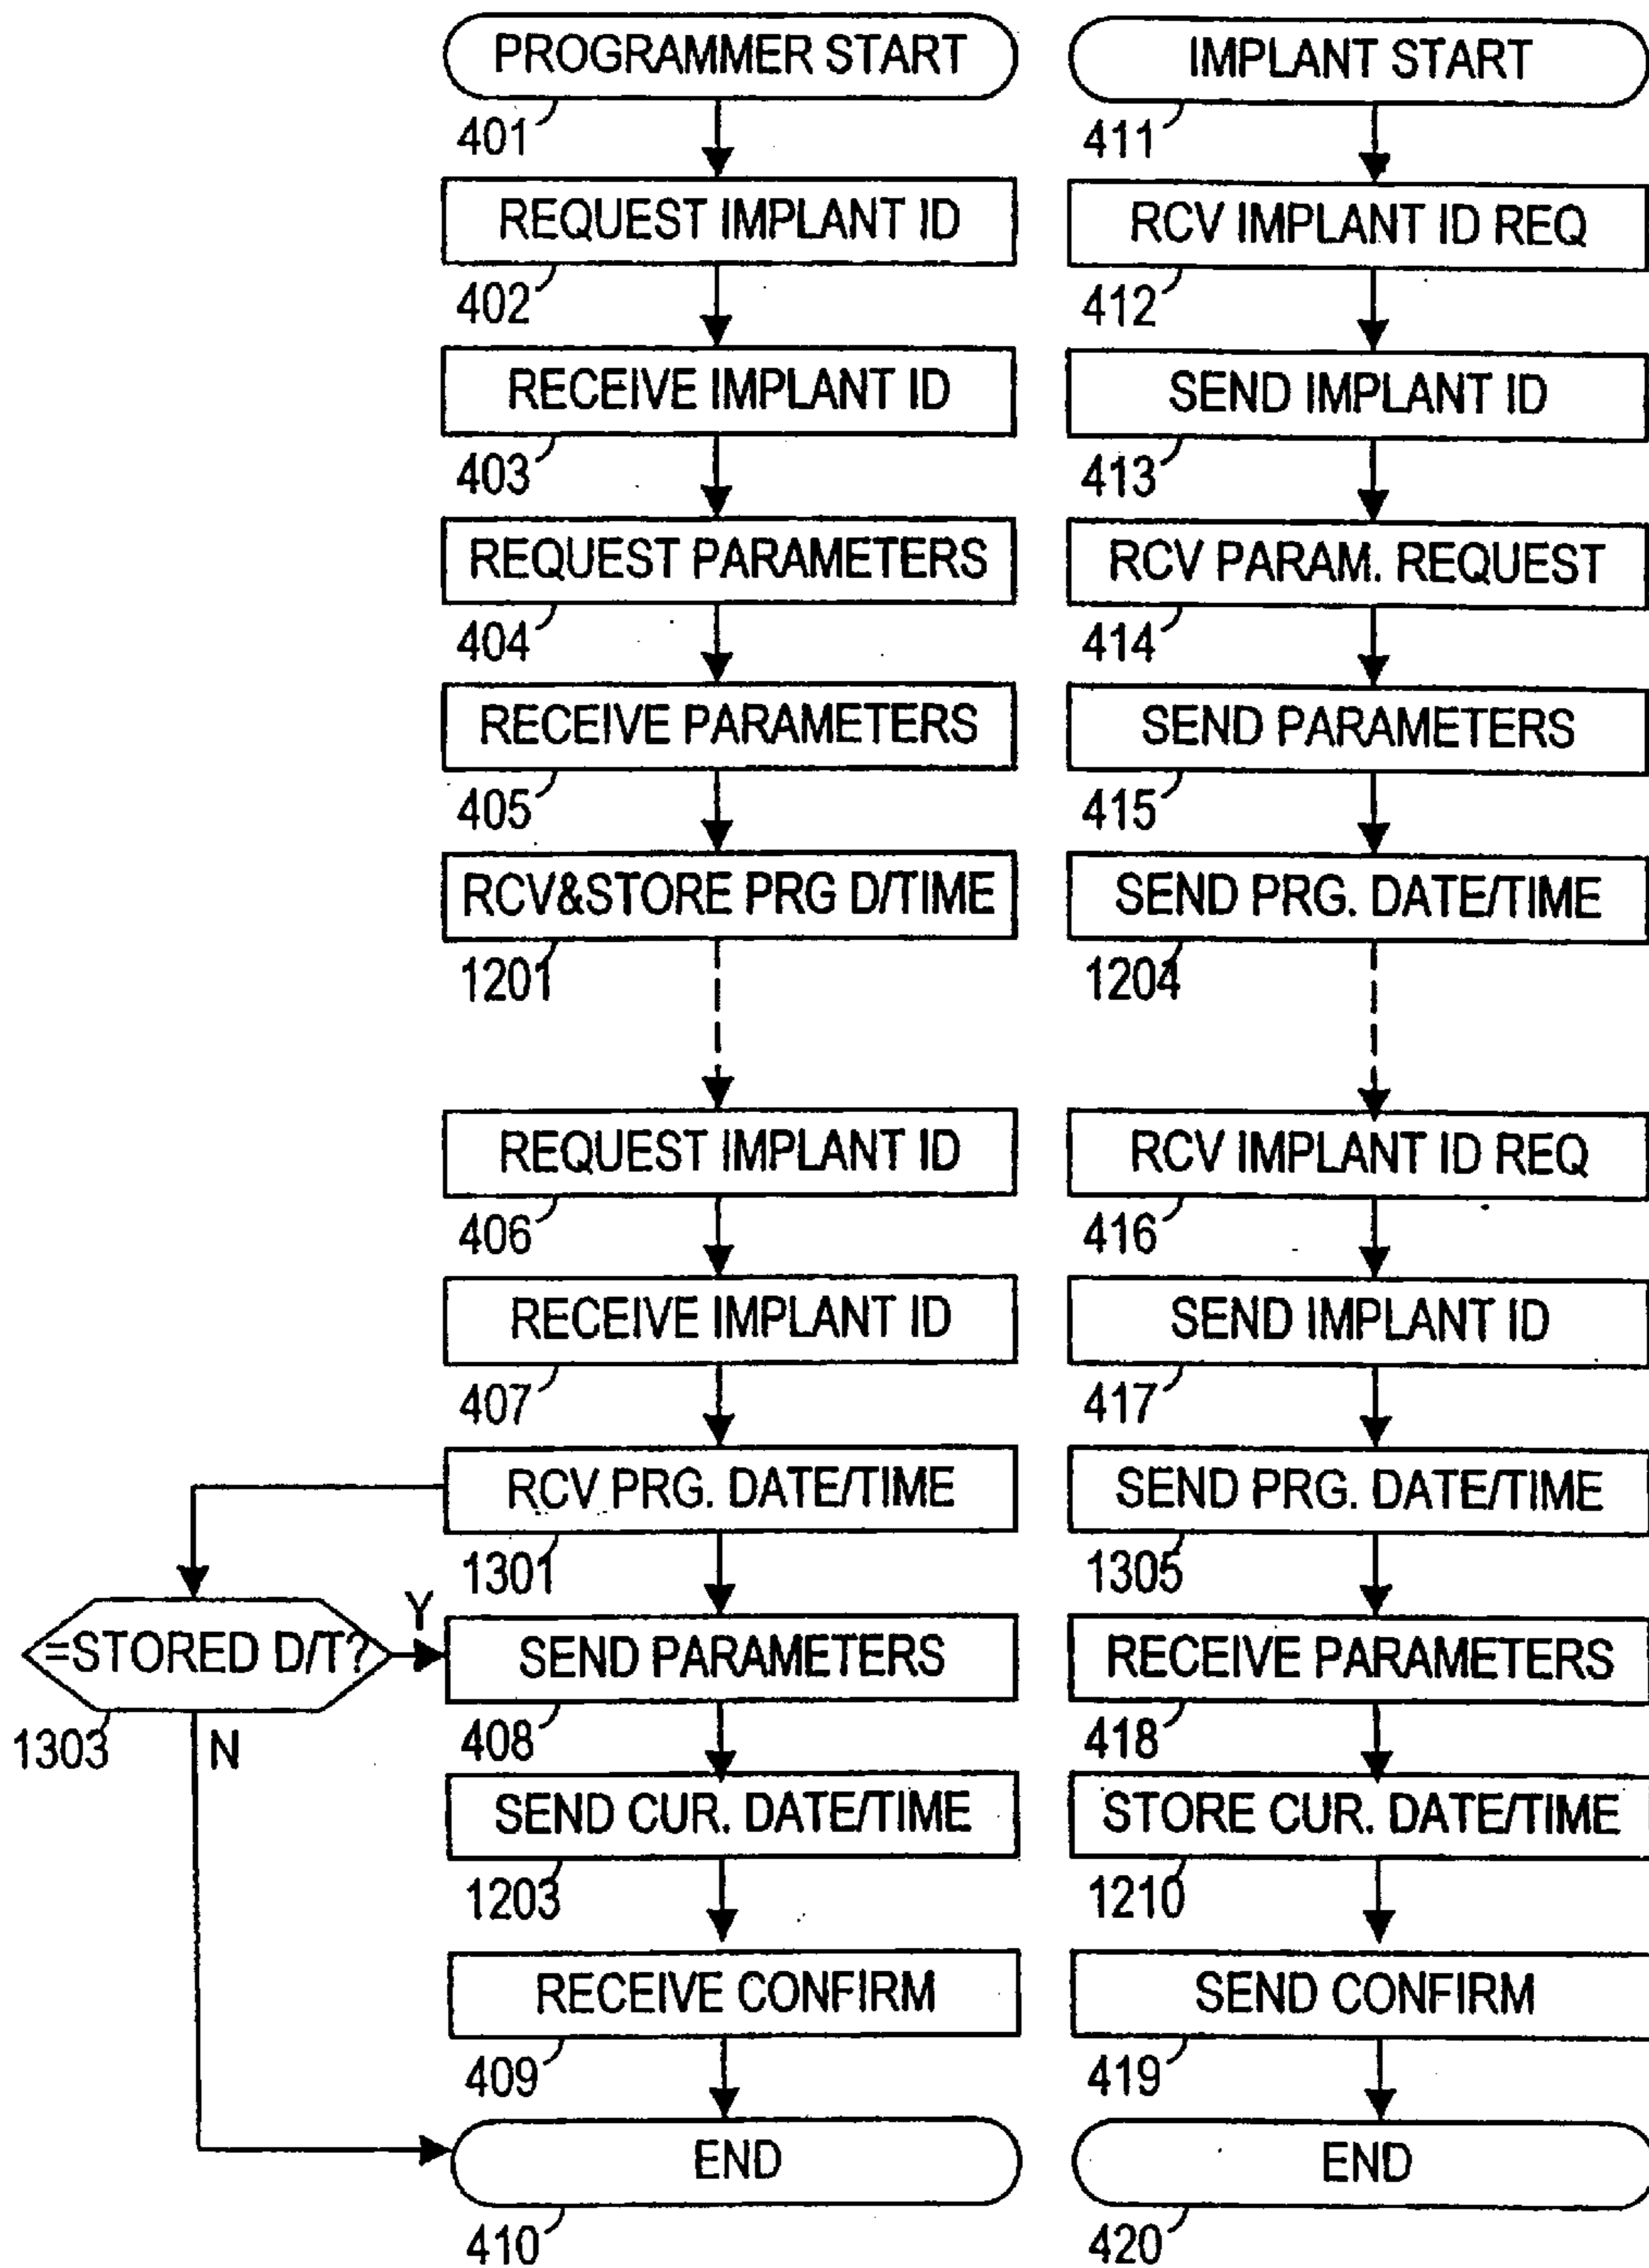 PROGRAMMER START
401
REQUEST IMPLANT ID
402
RECEIVE IMPLANT ID
403
REQUEST PARAMETERS
404
RECEIVE PARAMETERS
405
RCV&STORE PRG D/TIME
1201
REQUEST IMPLANT ID
406
RECEIVE IMPLANT ID
407
RCV PRG. DATE/TIME
1301
=STORED D/T?
1303
Y
N
SEND PARAMETERS
408
SEND CUR. DATE/TIME
1203
RECEIVE CONFIRM
409
END
410
IMPLANT START
411
RCV IMPLANT ID REQ
412
SEND IMPLANT ID
413
RCV PARAM. REQUEST
414
SEND PARAMETERS
415
SEND PRG. DATE/TIME
1204
RCV IMPLANT ID REQ
416
SEND IMPLANT ID
417
SEND PRG. DATE/TIME
1305
RECEIVE PARAMETERS
418
STORE CUR. DATE/TIME
1210
SEND CONFIRM
419
END
420